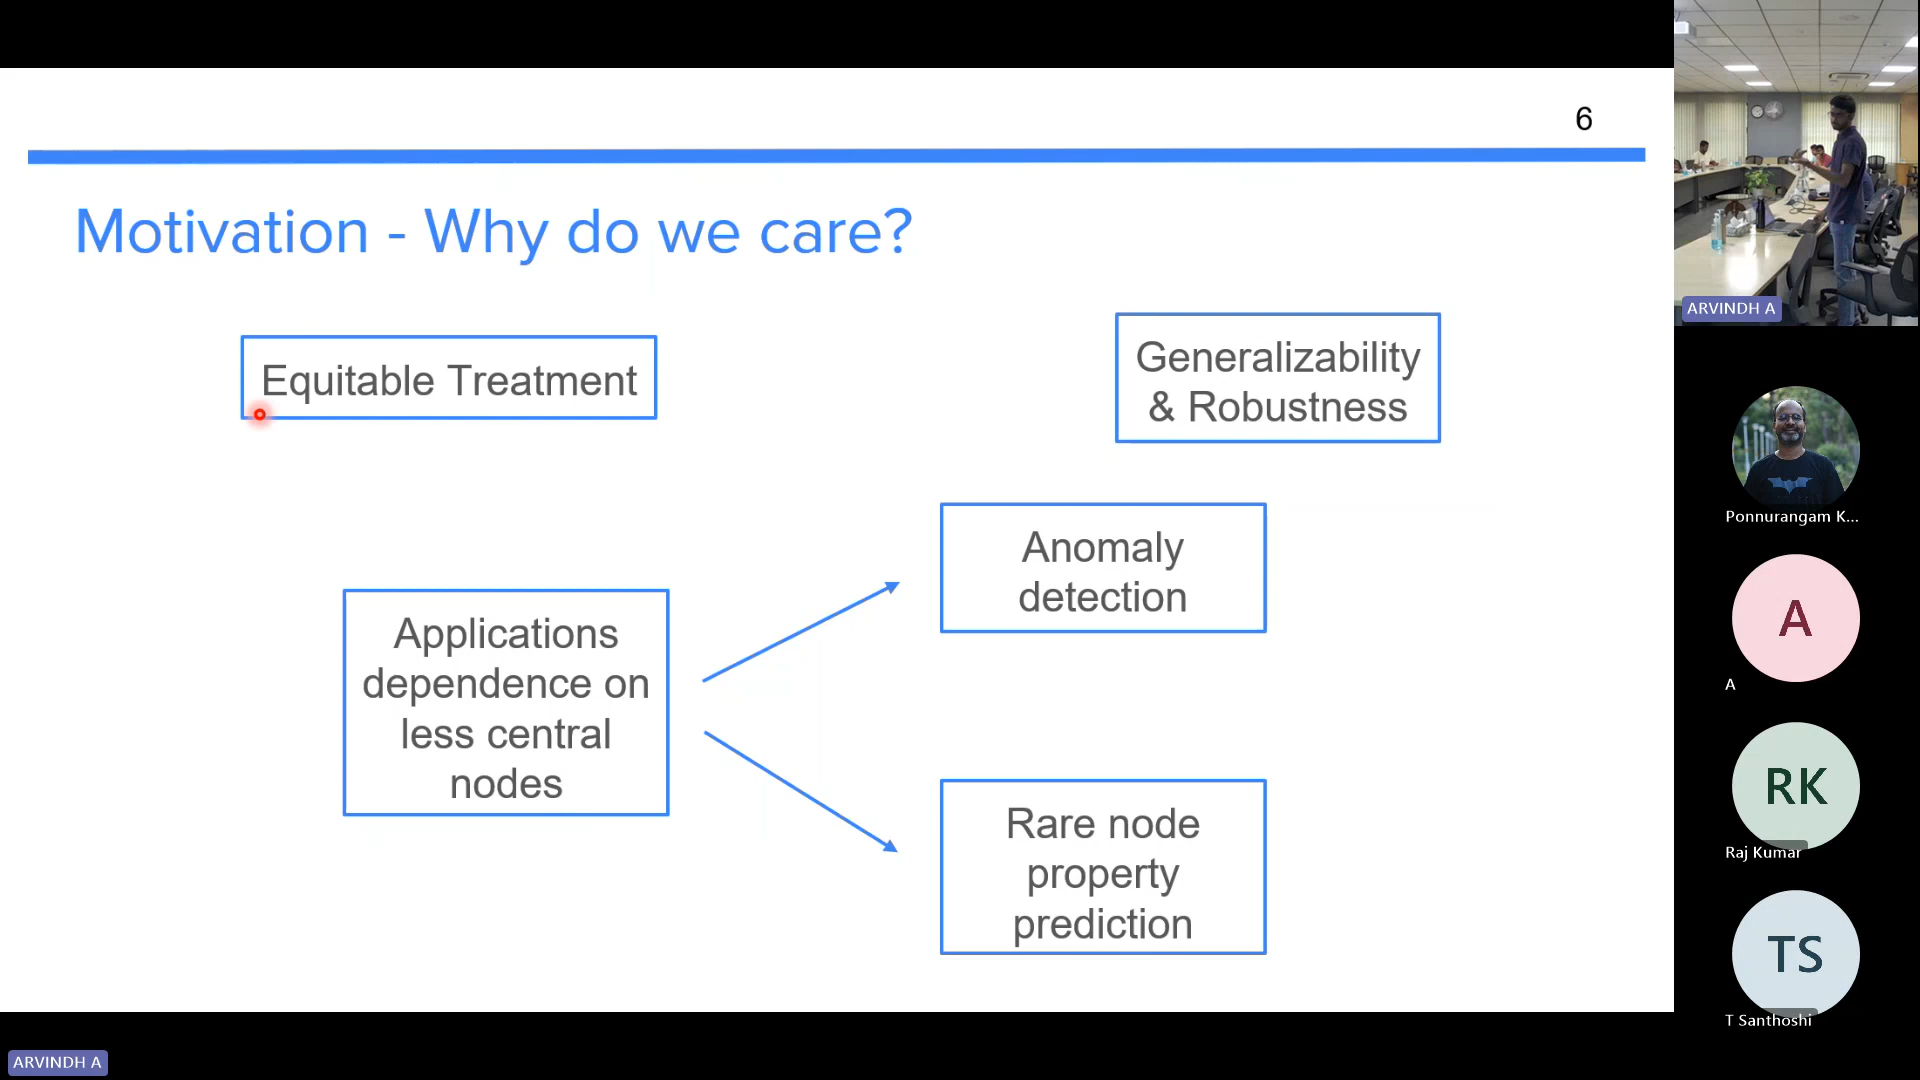 6
Motivation - Why do we care?
Equitable Treatment
Generalizability
& Robustness
Applications
dependence on
less central
nodes
Anomaly
detection
Rare node
property
prediction
ARVINDH A
Ponnurangam K...
A
A
RK
Raj Kumar
TS
T Santhoshi
ARVINDH A